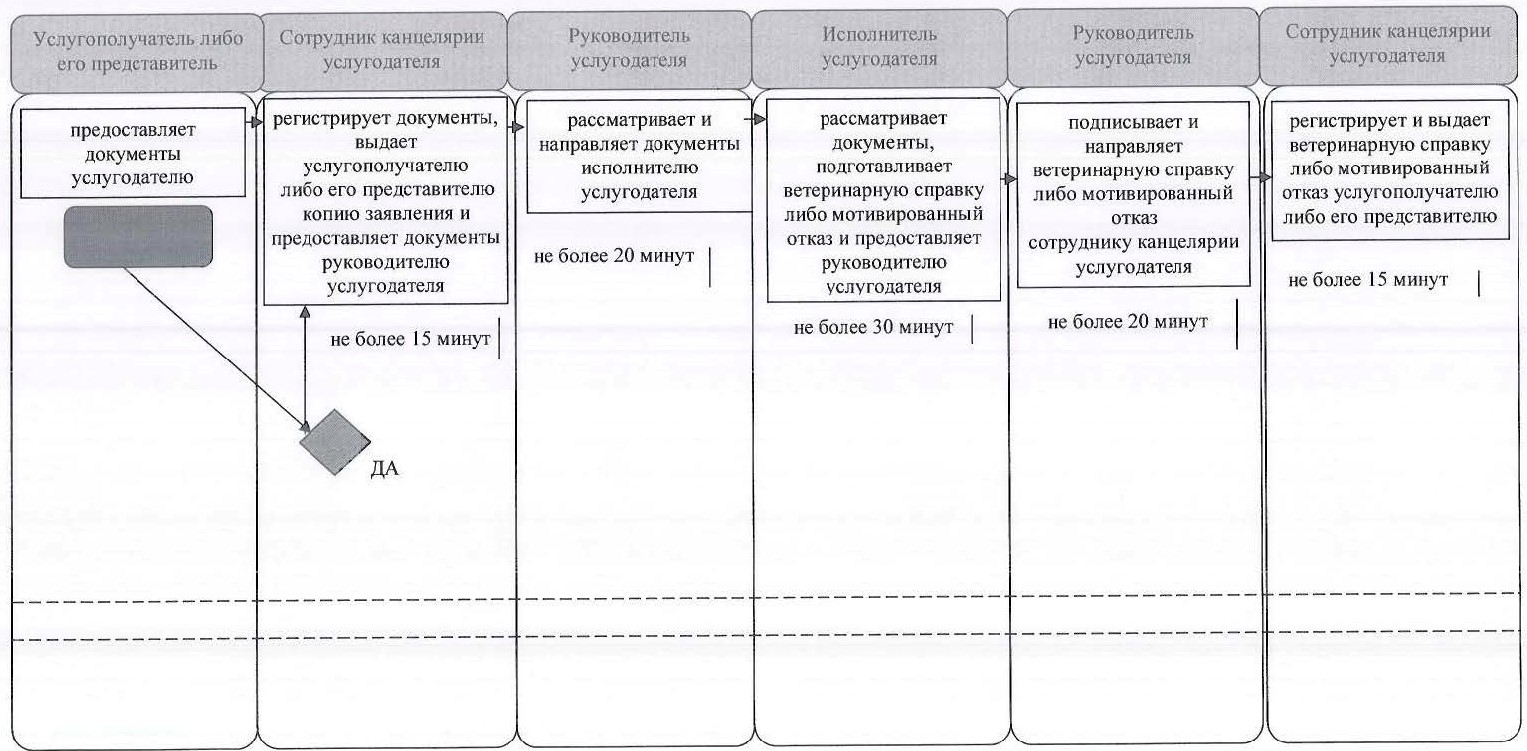 Услугополучатель либо
его представитель
Сотрудник канцелярии
услугодателя
Руководитель
услугодателя
Исполнитель
услугодателя
Руководитель
услугодателя
Сотрудник канцелярии
услугодателя
предоставляет
документы
услугодателю
регистрирует документы,
выдает
услугополучателю
либо его представителю
копию заявления и
предоставляет документы
руководителю
услугодателя
не более 15 минут
ДА
рассматривает и
направляет документы
исполнителю
услугодателя
не более 20 минут
рассматривает
документы,
подготавливает
ветеринарную справку
либо мотивированный
отказ и предоставляет
руководителю
услугодателя
не более 30 минут
подписывает и
направляет
ветеринарную справку
либо мотивированный
отказ
сотруднику канцелярии
услугодателя
не более 20 минут
регистрирует и выдает
ветеринарную справку
либо мотивированный
отказ услугополучателю
либо его представителю
не более 15 минут